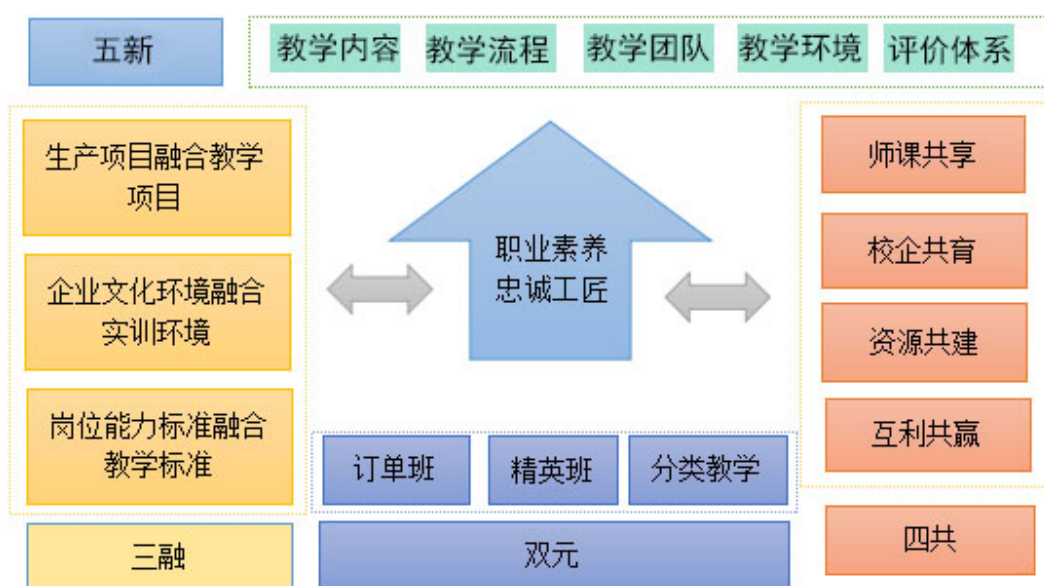 五新
教学内容
教学流程
教学团队
教学环境
评价体系
生产项目融合教学
项目
企业文化环境融合
实训环境
岗位能力标准融合
教学标准
三融
职业素养
忠诚工匠
订单班
精英班
分类教学
双元
师课共享
校企共育
资源共建
互利共赢
四共